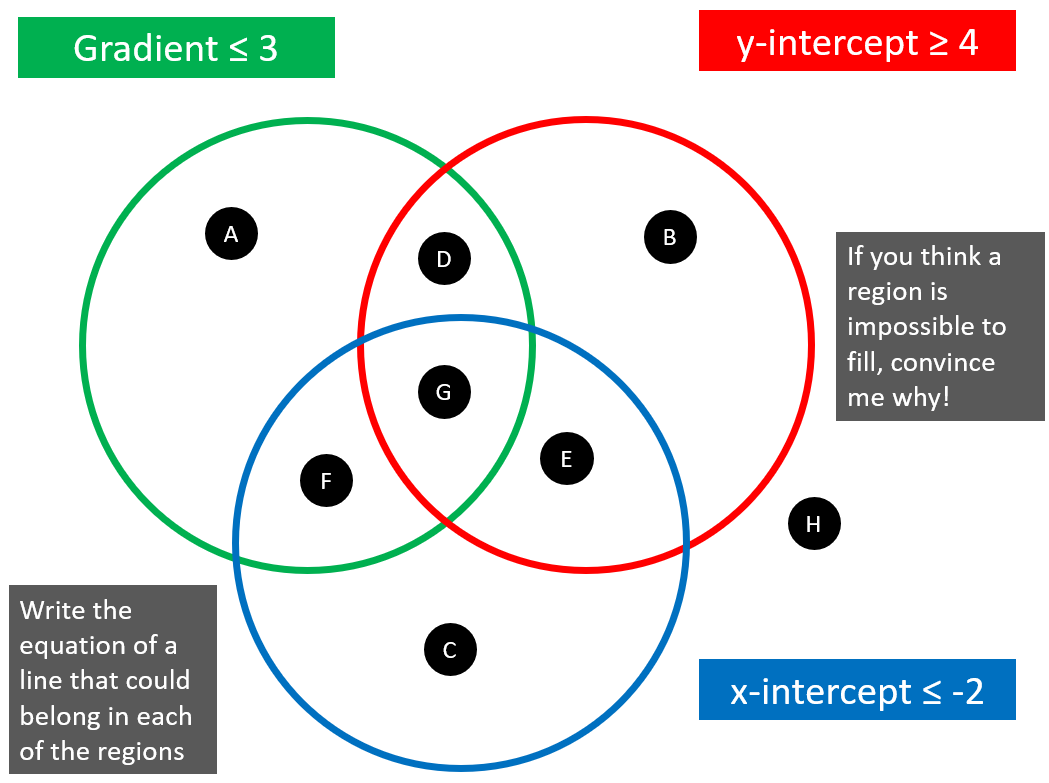 Gradient ≤ 3
y-intercept ≥ 4
A
D
B
If you think a
region is
impossible to
fill, convince
me why!
G
E
F
H
Write the
equation of a
line that could
belong in each
of the regions
C
x-intercept ≤ -2